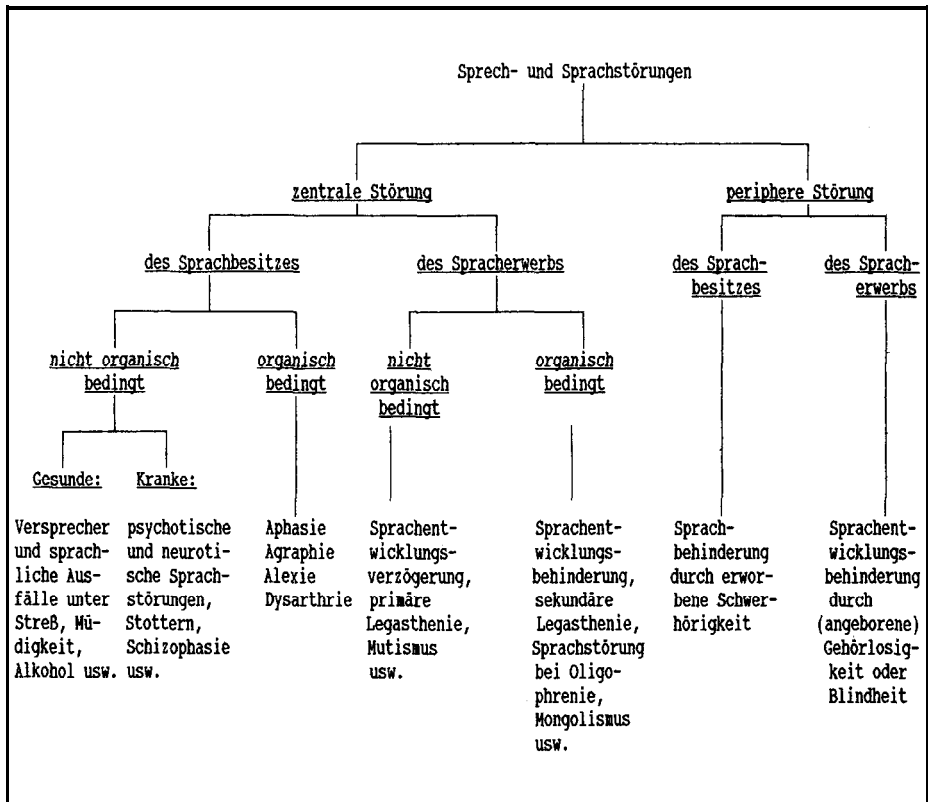 Sprech- und Sprachstörungen
zentrale Störung
periphere Störung
des Sprachbesitzes
des Spracherwerbs
des Sprach-
besitzes
des Sprach-
erwerbs
nicht organisch
bedingt
organisch
bedingt
nicht
organisch
bedingt
organisch
bedingt
Gesunde:
Kranke:
Versprecher
und sprach-
liche Aus-
fälle unter
Streß, Mü-
digkeit,
Alkohol usw.
psychotische
und neuroti-
sche Sprach-
störungen,
Stottern,
Schizophasie
usw.
Aphasie
Agraphie
Alexie
Dysarthrie
Sprachent-
wicklungs-
verzögerung,
primäre
Legasthenie,
Mutismus
usw.
Sprachent-
wicklungs-
behinderung,
sekundäre
Legasthenie,
Sprachstörung
bei Oligo-
phrenie,
Mongolismus
usw.
Sprach-
behinderung
durch erwor-
bene Schwer-
hörigkeit
Sprachent-
wicklungs-
behinderung
durch
(angeborene)
Gehörlosig-
keit oder
Blindheit